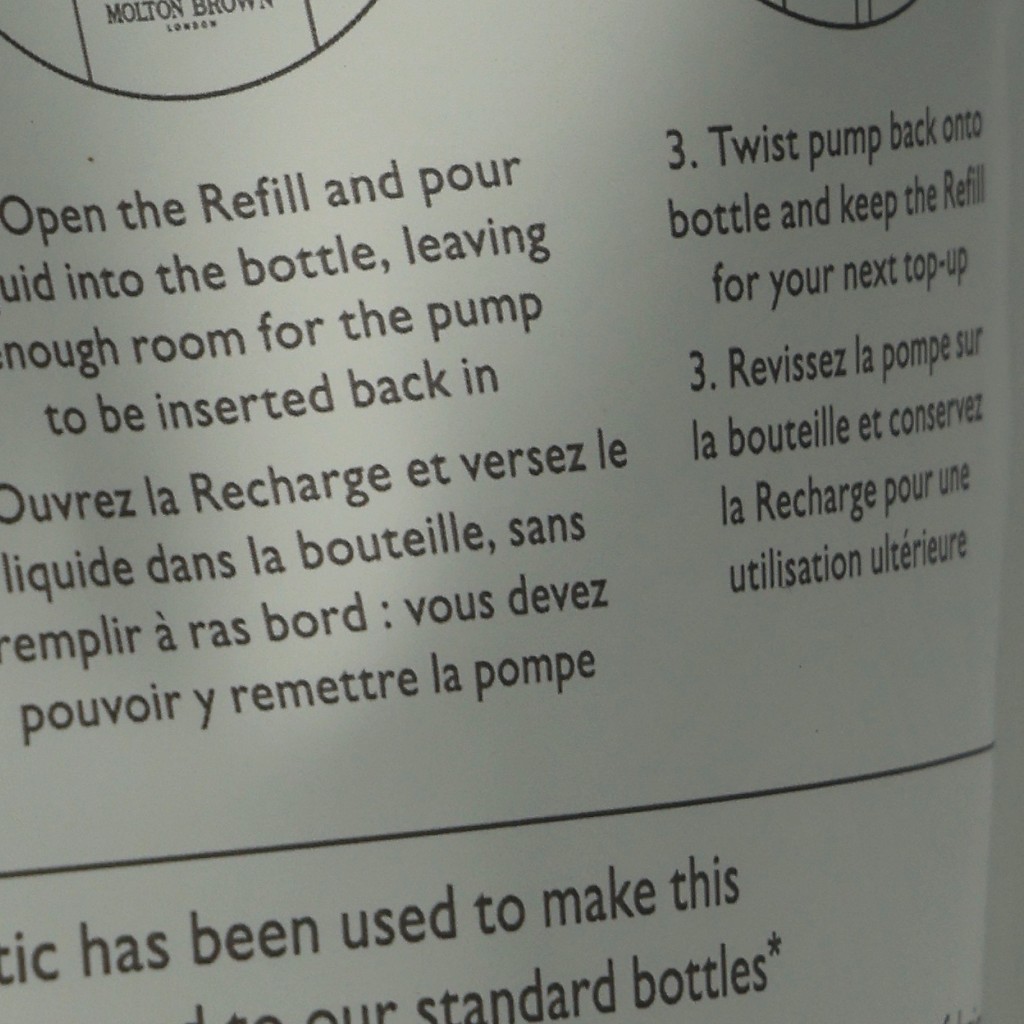 MOLTON BROWN
LONDON
Open the Refill and pour
into the bottle, leaving
room for the pump
to be inserted back in
Ouvrez la Recharge et versez le
liquide dans la bouteille, sans
remplir à ras bord : vous devez
pouvoir y remettre la pompe
3. Twist pump back onto
bottle and keep the Refill
for your next top-up
3. Revissez la pompe sur
la bouteille et conservez
la Recharge pour une
utilisation ultérieure
has been used to make this
to our standard bottles*